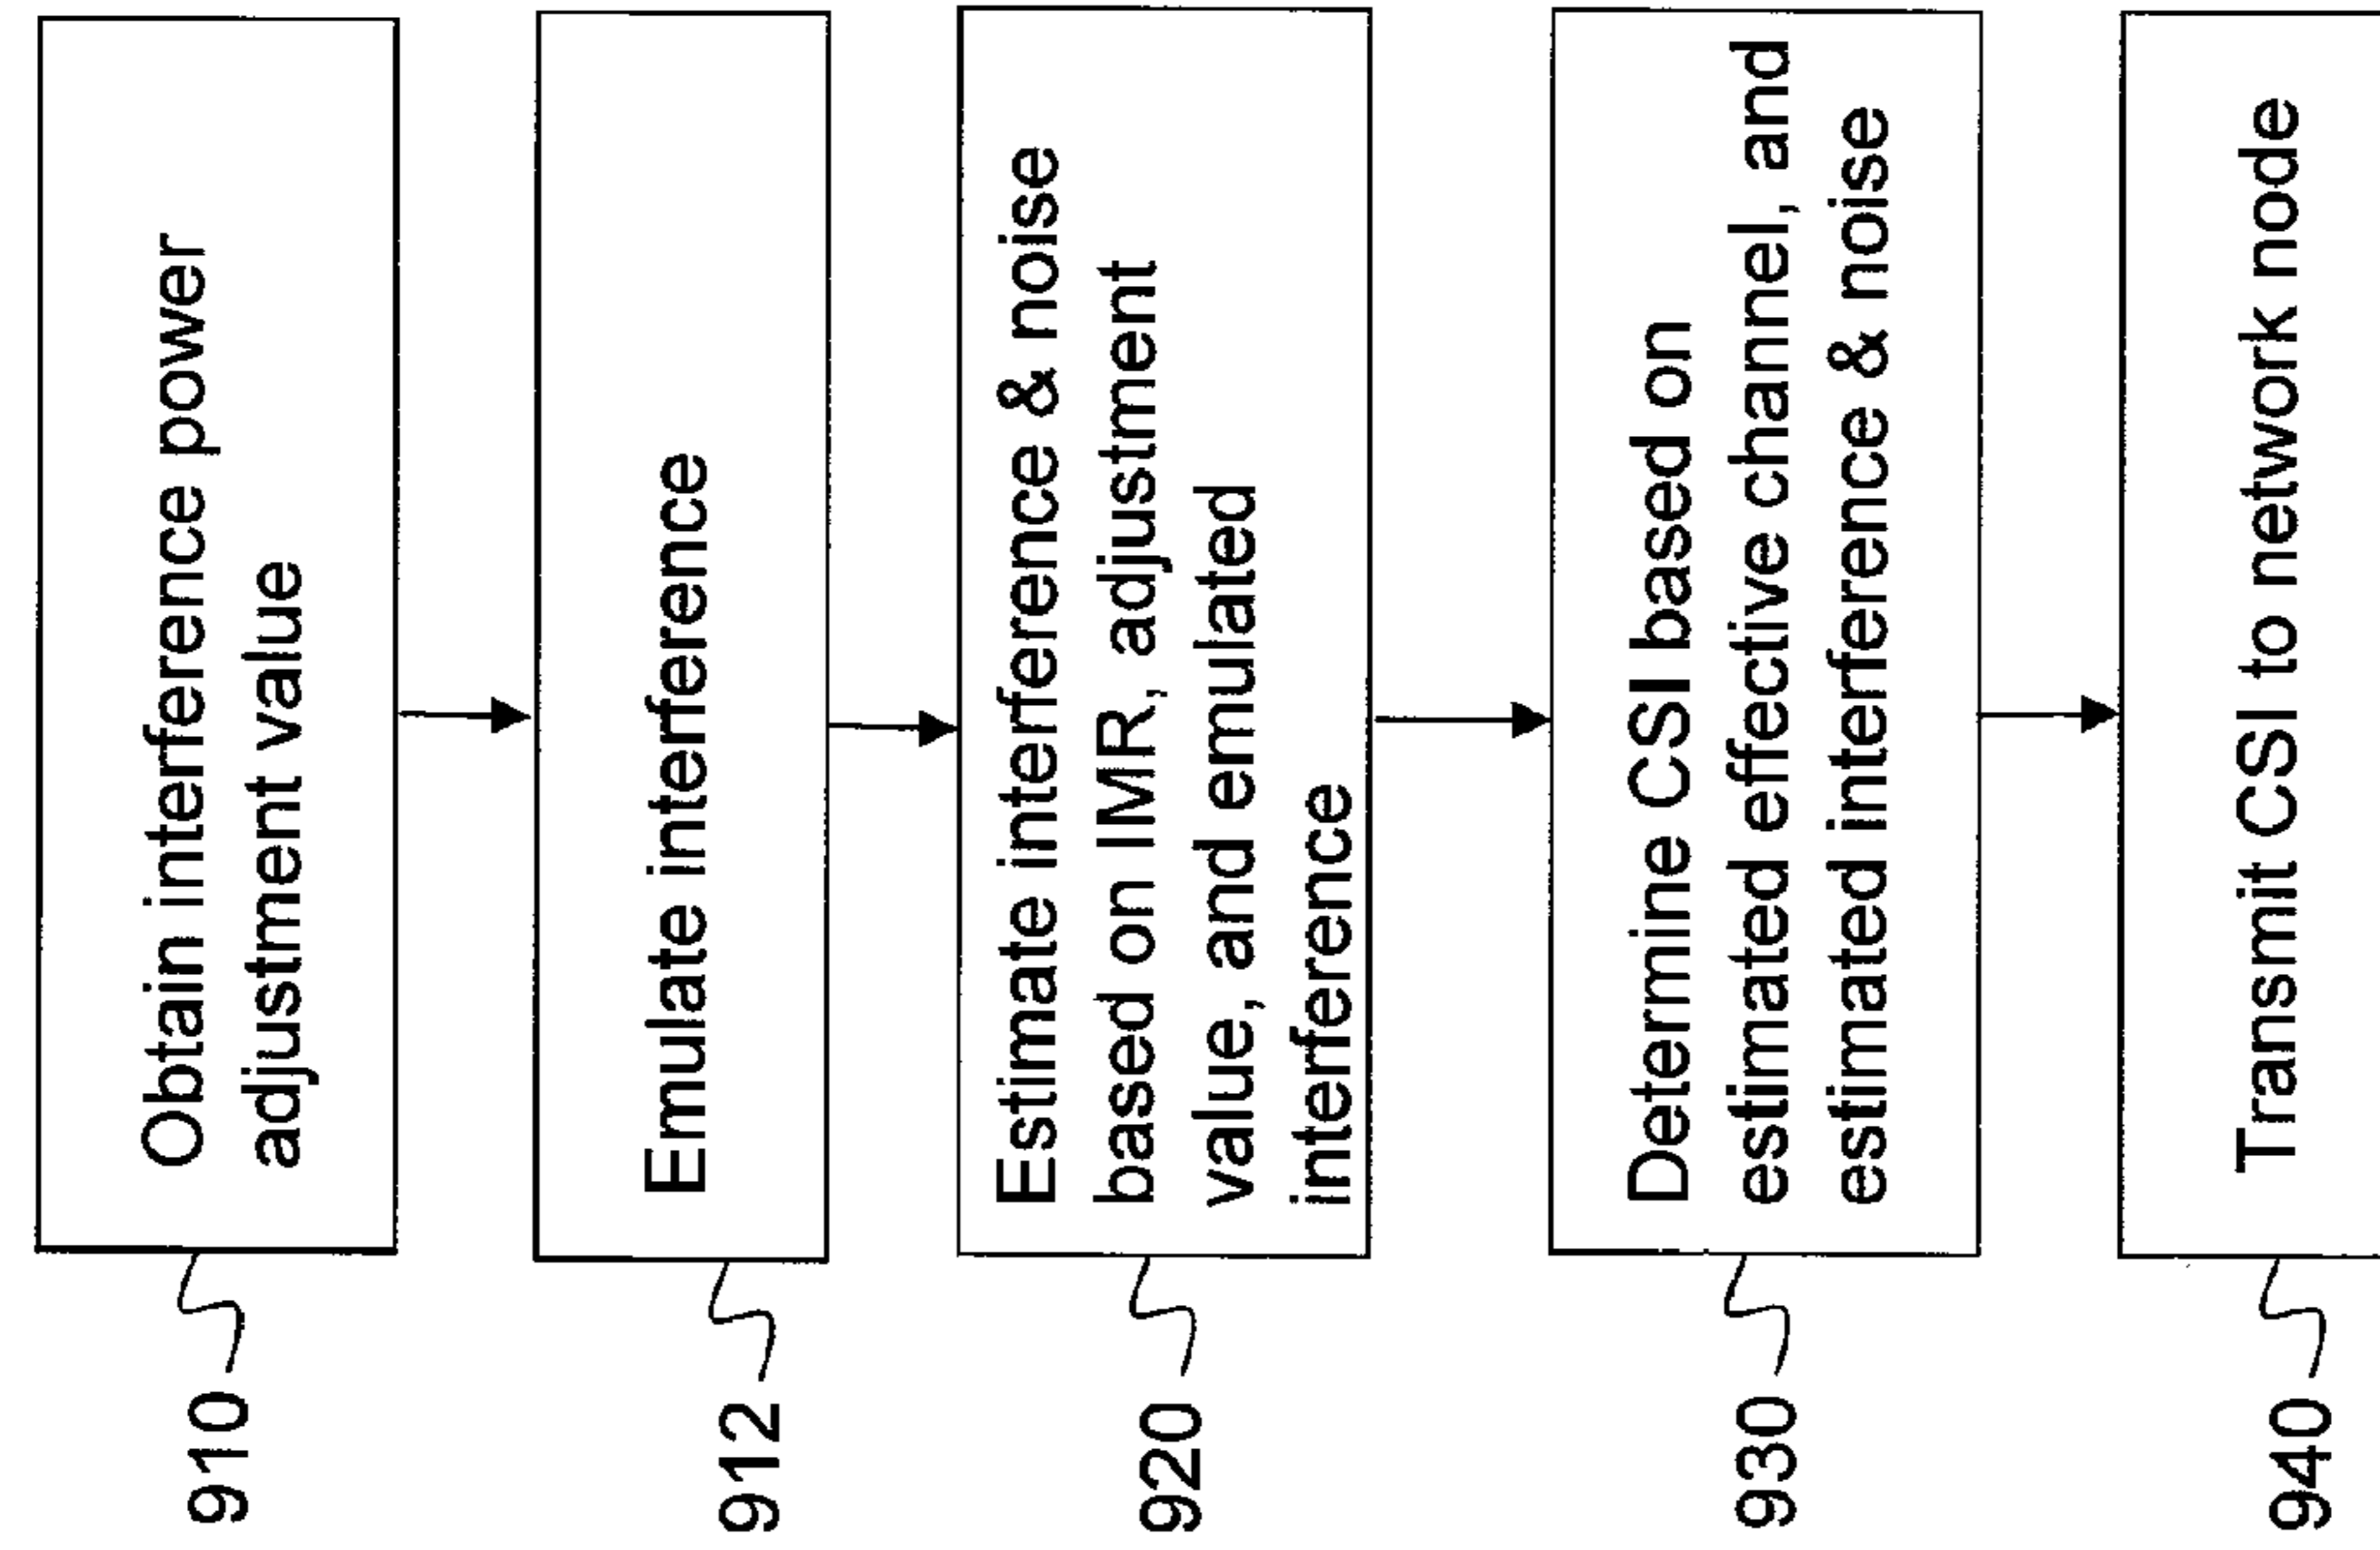 910
Obtain interference power
adjustment value
912
Emulate interference
920
Estimate interference & noise
based on IMR, adjustment
value, and emulated
interference
930
Determine CSI based on
estimated effective channel, and
estimated interference & noise
940
Transmit CSI to network node